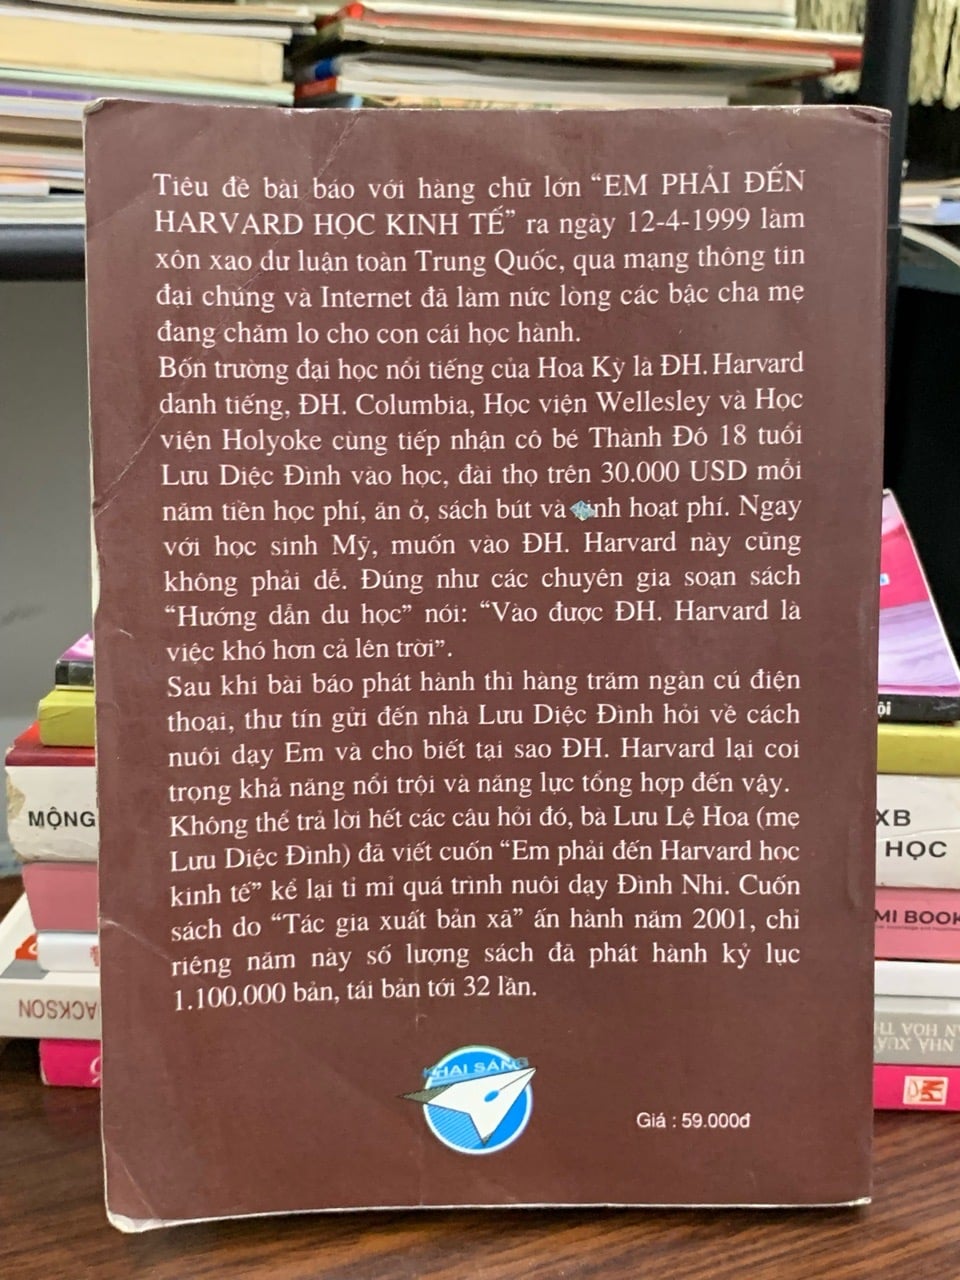 Tiêu đề bài báo với hàng chữ lớn “EM PHẢI ĐẾN
HARVARD HỌC KINH TẾ” ra ngày 12-4-1999 làm
xôn xao dư luận toàn Trung Quốc, qua mạng thông tin
đại chúng và Internet đã làm nức lòng các bậc cha mẹ
đang chăm lo cho con cái học hành.
Bốn trường đại học nổi tiếng của Hoa Kỳ là ĐH. Harvard
danh tiếng, ĐH. Columbia, Học viện Wellesley và Học
viện Holyoke cùng tiếp nhận cô bé Thành Đô 18 tuổi
Lưu Diệc Đình vào học, đài thọ trên 30.000 USD mỗi
năm tiền học phí, ăn ở, sách bút và sinh hoạt phí. Ngay
với học sinh Mỹ, muốn vào ĐH. Harvard này cũng
không phải dễ. Đúng như các chuyên gia soạn sách
“Hướng dẫn du học” nói: “Vào được ĐH. Harvard là
việc khó hơn cả lên trời”.
Sau khi bài báo phát hành thì hàng trăm ngàn cú điện
thoại, thư tín gửi đến nhà Lưu Diệc Đình hỏi về cách
nuôi dạy Em và cho biết tại sao ĐH. Harvard lại coi
trọng khả năng nổi trội và năng lực tổng hợp đến vậy.
Không thể trả lời hết các câu hỏi đó, bà Lưu Lệ Hoa (mẹ
Lưu Diệc Đình) đã viết cuốn “Em phải đến Harvard học
kinh tế” kể lại tỉ mỉ quá trình nuôi dạy Đình Nhi. Cuốn
sách do “Tác gia xuất bản xã” ấn hành năm 2001, chỉ
riêng năm này số lượng sách đã phát hành kỷ lục
1.100.000 bản, tái bản tới 32 lần.
KHAI SÁNG
Giá : 59.000đ
MỘNG
XB
HỌC
MI BOOK
ACKSON
NHÀ XUẤ